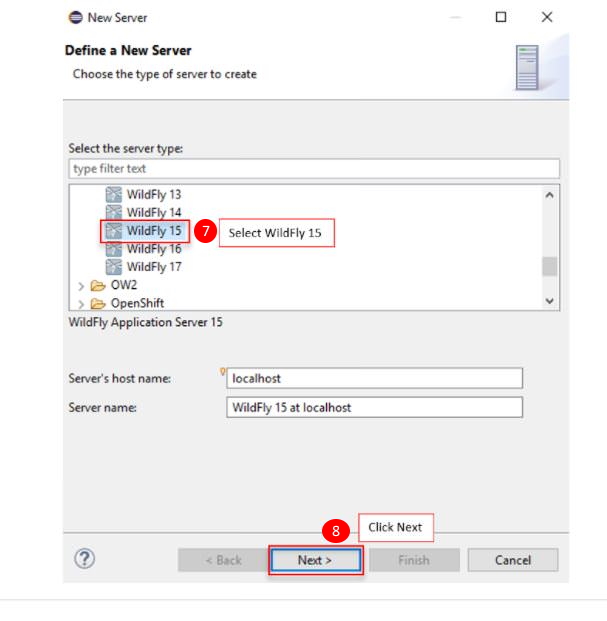 New Server
Define a New Server
Choose the type of server to create
Select the server type:
type filter text
WildFly 13
WildFly 14
WildFly 15
7
Select WildFly 15
WildFly 16
WildFly 17
OW2
OpenShift
WildFly Application Server 15
Server's host name:
localhost
Server name:
WildFly 15 at localhost
8
Click Next
?
< Back
Next >
Finish
Cancel